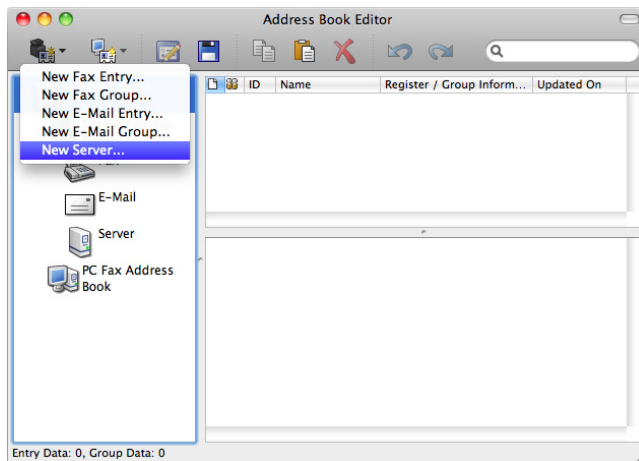 Address Book Editor
New Fax Entry...
New Fax Group...
New E-Mail Entry...
New E-Mail Group...
New Server...
ID Name Register / Group Inform... Updated On
E-Mail
Server
PC Fax Address
Book
Entry Data: 0, Group Data: 0